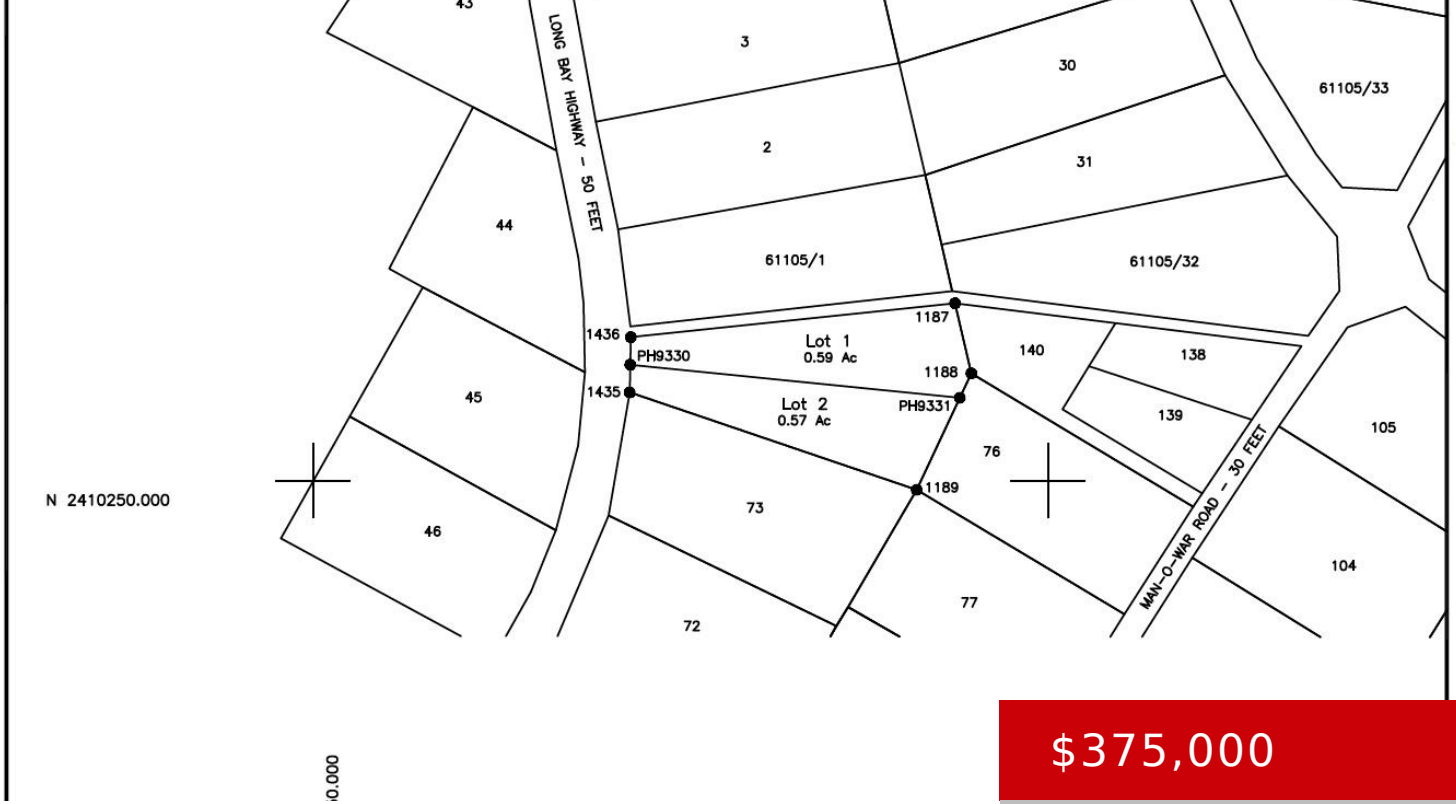 43
3
30
61105/33
LONG BAY HIGHWAY - 50 FEET
2
31
44
61105/1
61105/32
1436
1187
PH9330
Lot 1
0.59 Ac
140
138
1188
1435
45
Lot 2
0.57 Ac
PH9331
139
105
76
MAN-O-WAR ROAD - 30 FEET
N 2410250.000
1189
73
46
104
77
72
$375,000